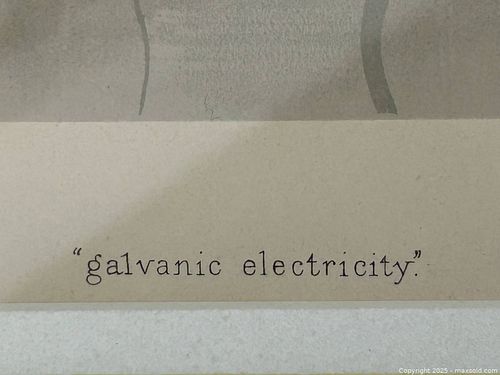 “galvanic electricity.”
Copyright 2025 - maxsold.com